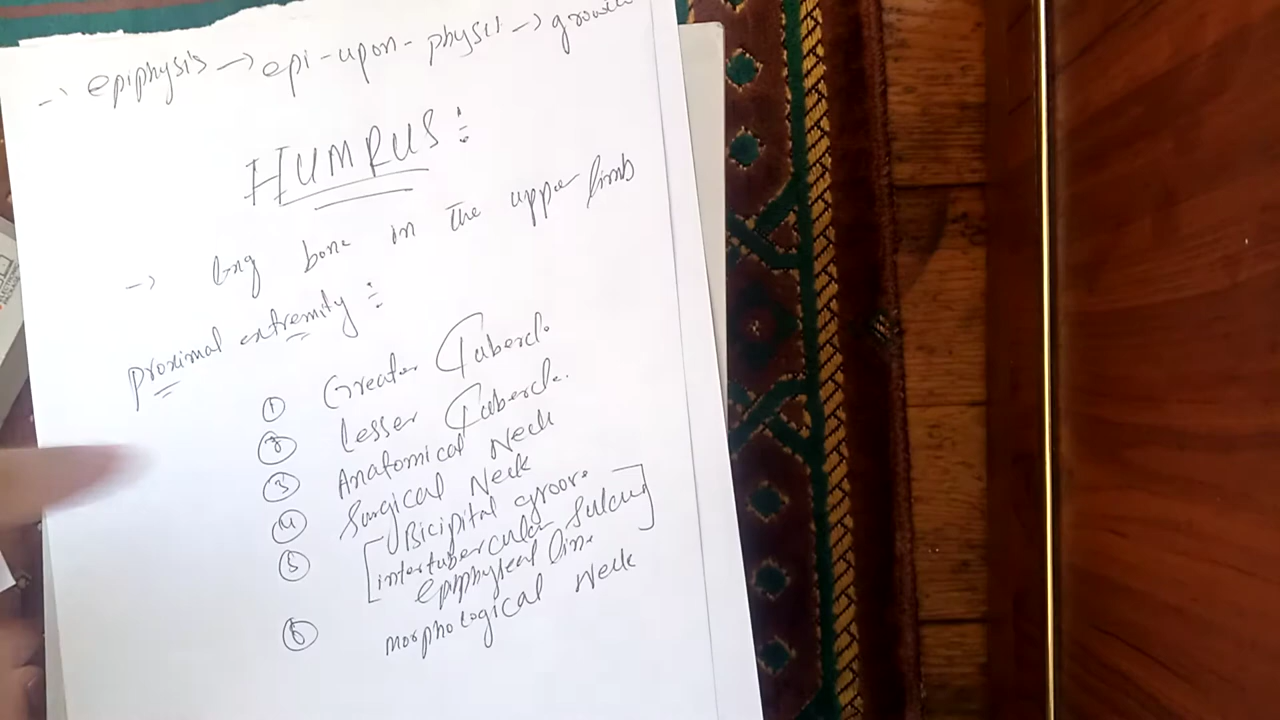 -> epiphysis -> epi-upon- physis -> growth
HUMRUS :
-> long bone in the upper limb
proximal extremity :
① Greater Tubercle
② Lesser Tubercle.
③ Anatomical Neck
④ Surgical Neck
⑤ Bicipital groove
[intertubercular Sulcus]
epiphyseal line
⑥ morphological Neck